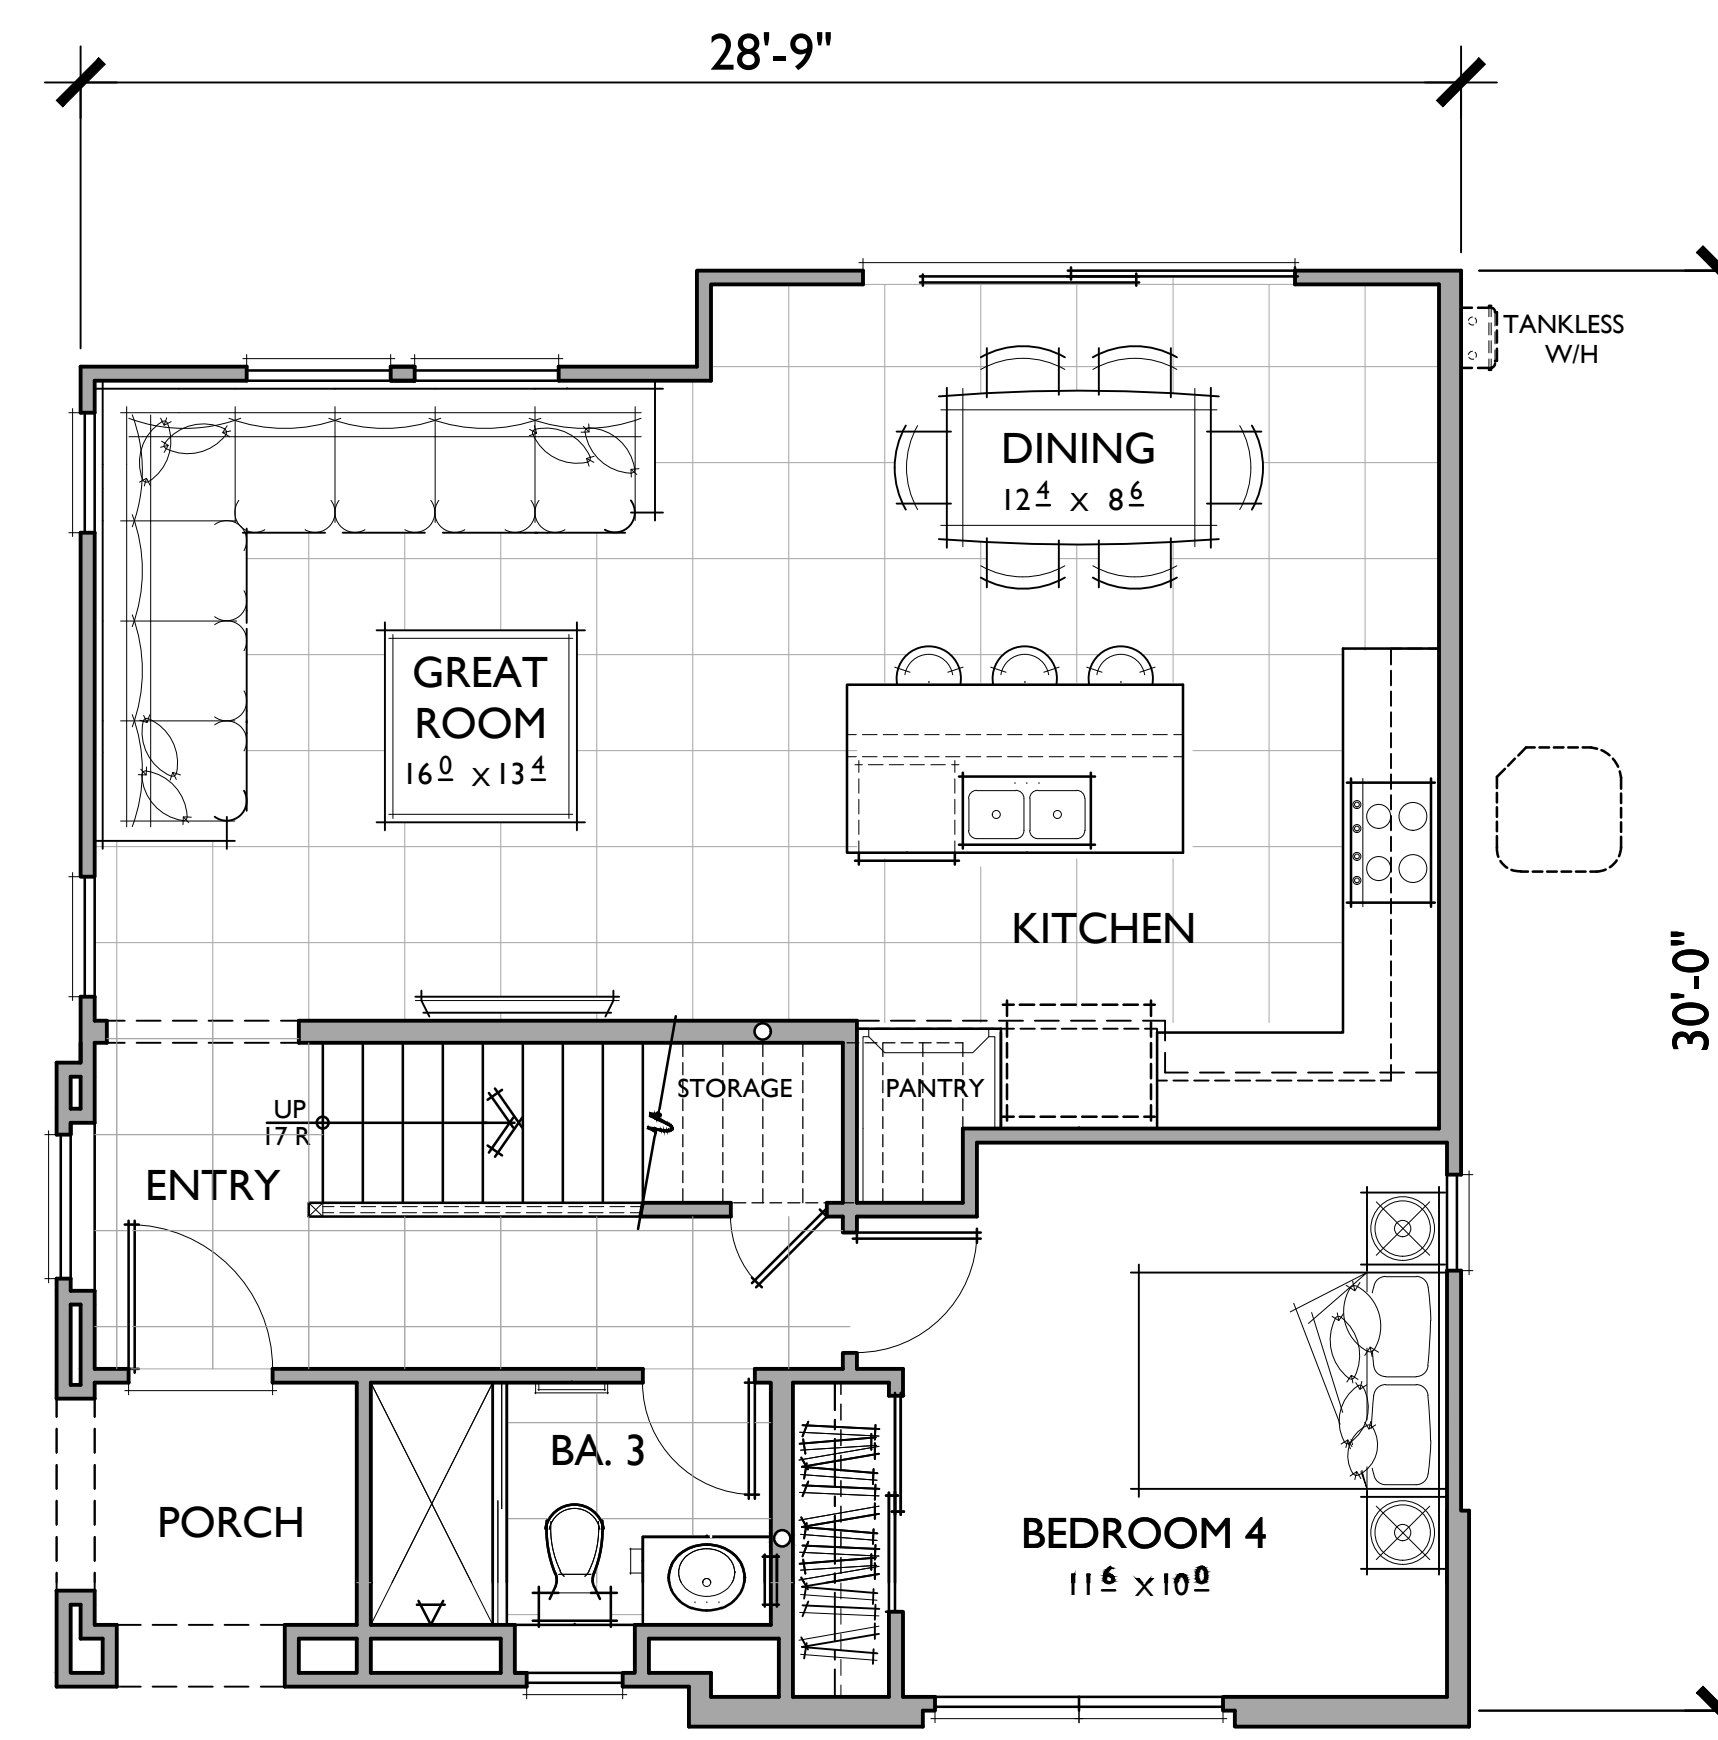 28'-9"
TANKLESS
W/H
DINING
12 4 x 8 6
GREAT
ROOM
16 0 x 13 4
KITCHEN
30'-0"
STORAGE
PANTRY
UP
17 R
ENTRY
BA. 3
PORCH
BEDROOM 4
11 6 x 10 0